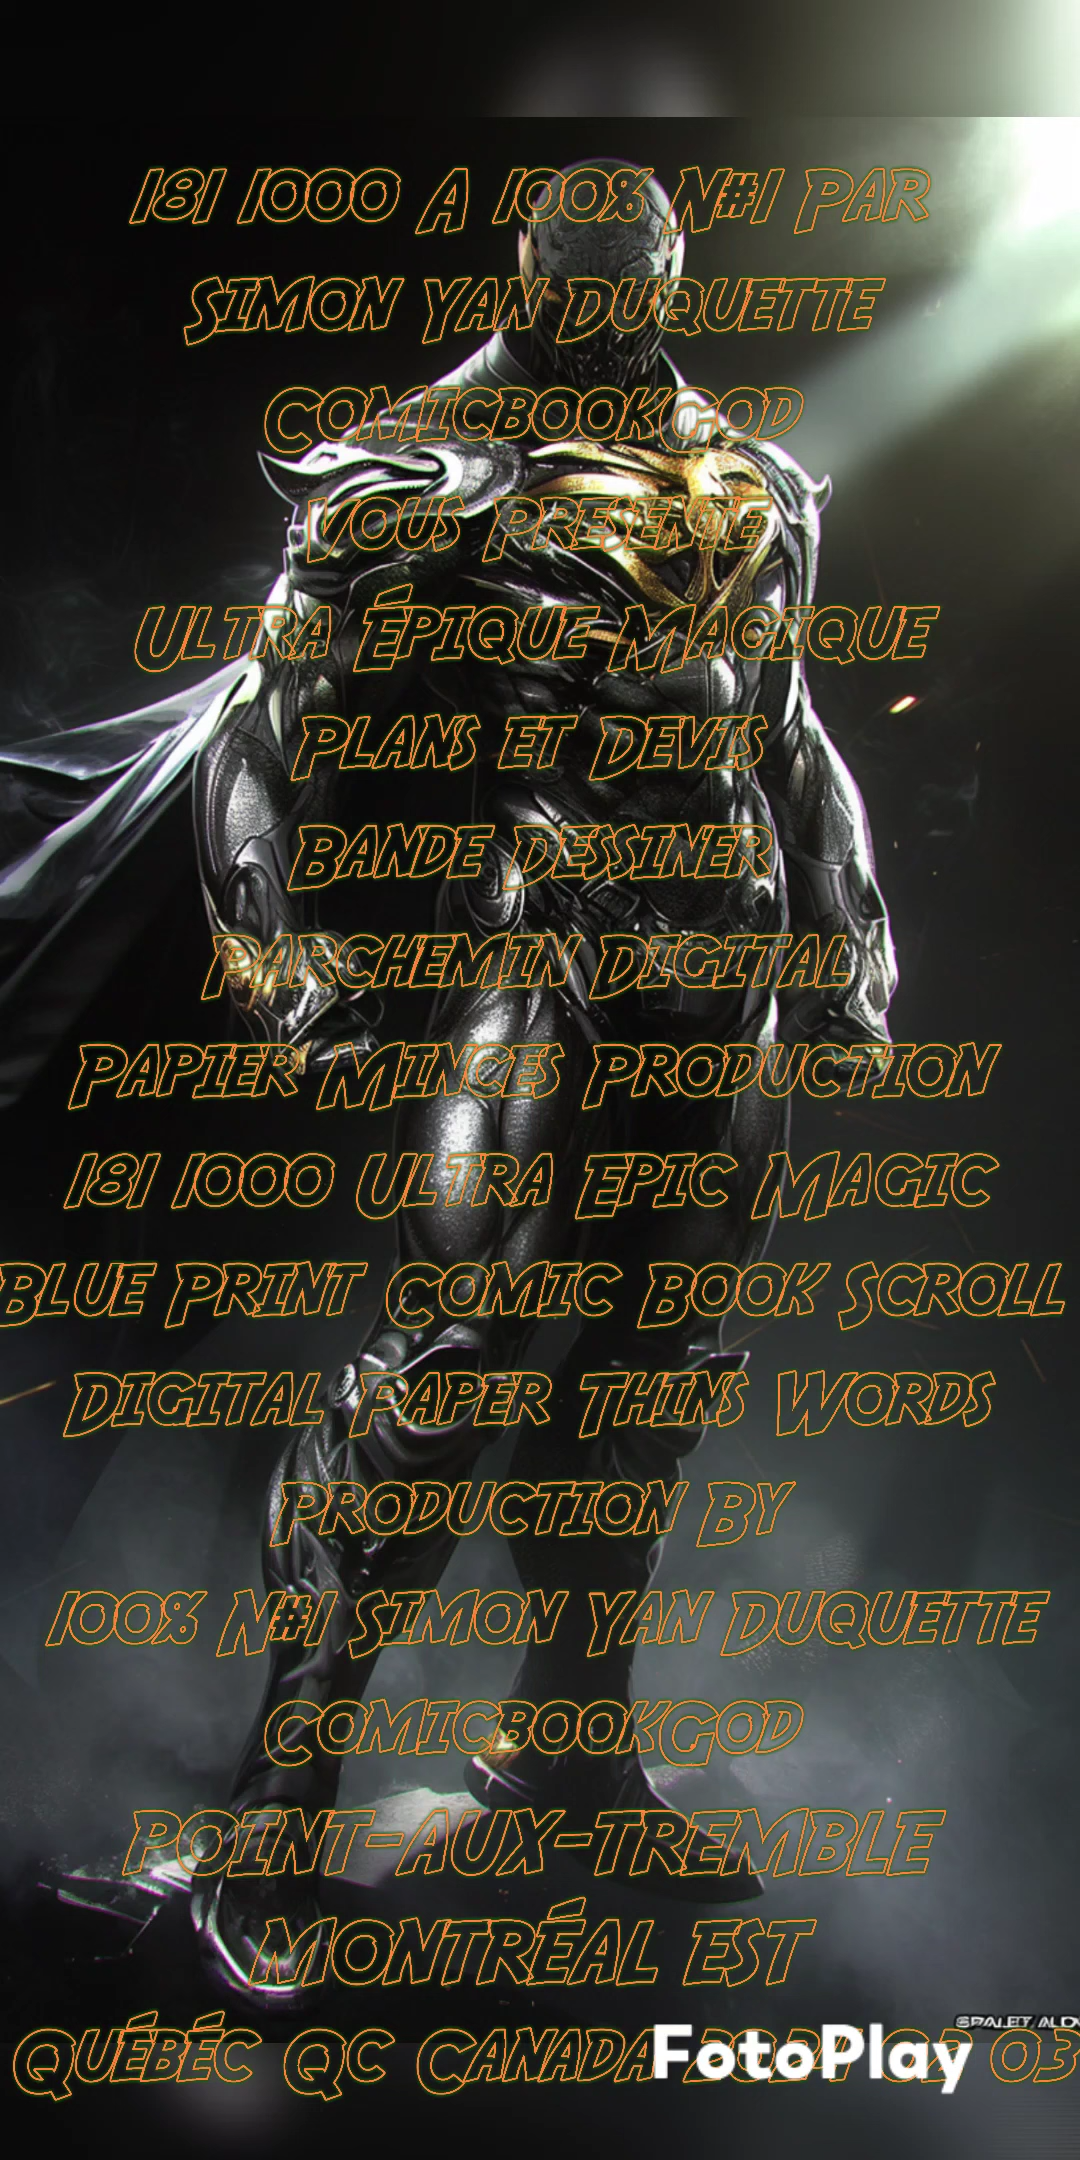 181 1000 A 100% N#1 Par
Simon Yan Duquette
ComicbookGod
Vous Presente
Ultra Épique Magique
Plans et Devis
Bande Dessiner
Parchemin Digital
Papier Minces Production
181 1000 Ultra Epic Magic
Blue Print Comic Book Scroll
Digital Paper Thins Words
Production By
100% N#1 Simon Yan Duquette
ComicbookGod
POINT-AUX-TREMBLE
MONTRÉAL EST
Québéc QC Canada 03
FotoPlay